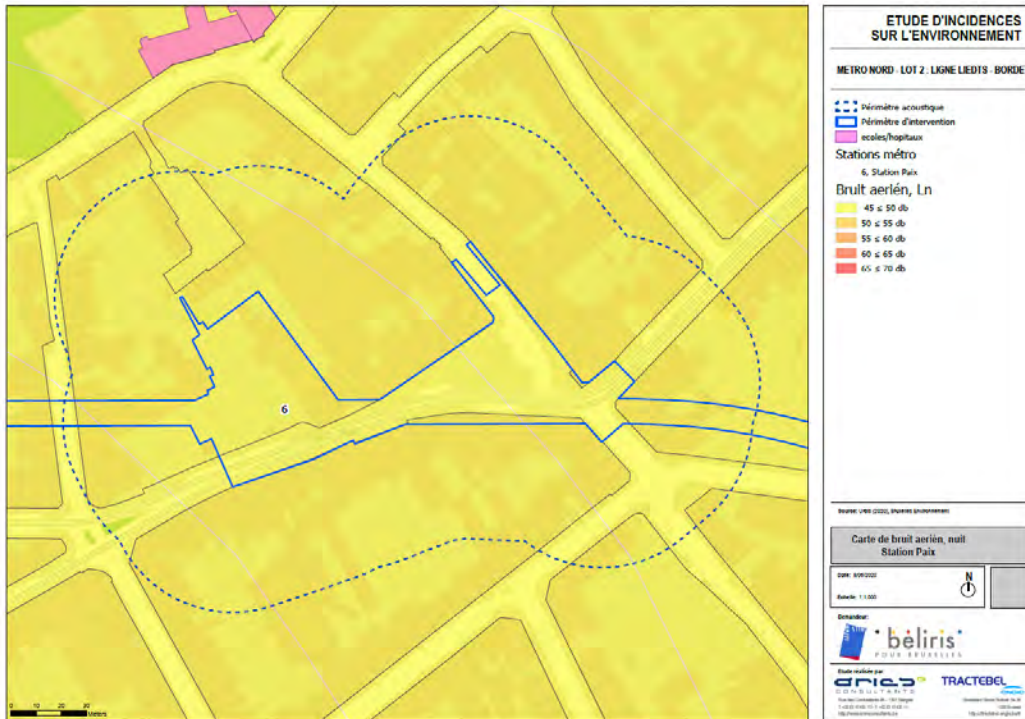 ETUDE D'INCIDENCES
SUR L'ENVIRONNEMENT
METRO NORD - LOT 2 : LIGNE LIEDTS - BORDE
Périmètre acoustique
Périmètre d'intervention
ecoles/hopitaux
Stations métro
6, Station Paix
Bruit aerién, Ln
45 ≤ 50 db
50 ≤ 55 db
55 ≤ 60 db
60 ≤ 65 db
65 ≤ 70 db
6
Carte de bruit aerién, nuit
Station Paix
N
Demandeur:
beliris
POUR BRUXELLES
Etude réalisée par
aries
CONSULTANTS
TRACTEBEL
0 10 20 30
Meters